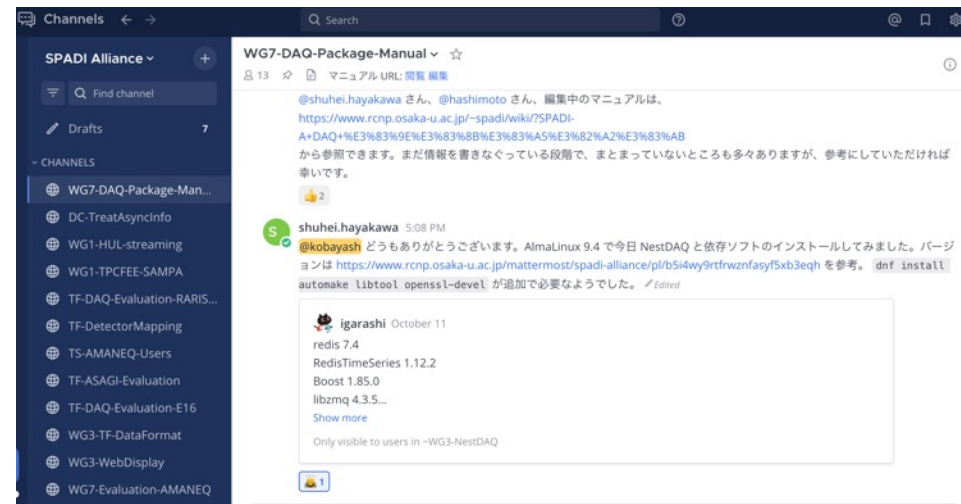 Channels
Search
SPADI Alliance
Find channel
Drafts 7
CHANNELS
WG7-DAQ-Package-Man...
DC-TreatAsyncInfo
WG1-HUL-streaming
WG1-TPCFEE-SAMPA
TF-DAQ-Evaluation-RARIS...
TF-DetectorMapping
TS-AMANEQ-Users
TF-ASAGI-Evaluation
TF-DAQ-Evaluation-E16
WG3-TF-DataFormat
WG3-WebDisplay
WG7-Evaluation-AMANEQ
WG7-DAQ-Package-Manual
13 マニュアル URL: 閲覧 編集
@shuhei.hayakawa さん、@hashimoto さん、編集中のマニュアルは、
https://www.rcnp.osaka-u.ac.jp/~spadi/wiki/?SPADI-
A+DAQ+%E3%83%9E%E3%83%8B%E3%83%A5%E3%82%A2%E3%83%AB
から参照できます。まだ情報を書きなぐっている段階で、まとまっていないところも多々ありますが、参考にしていただければ
幸いです。
2
S
shuhei.hayakawa 5:08 PM
@kobayash どうもありがとうございます。AlmaLinux 9.4 で今日 NestDAQ と依存ソフトのインストールしてみました。バージ
ョンは https://www.rcnp.osaka-u.ac.jp/mattermost/spadi-alliance/pl/b5i4wy9rtfrwznfasyf5xb3eqh を参考。 dnf install
automake libtool openssl-devel が追加で必要なようでした。 Edited
igarashi October 11
redis 7.4
RedisTimeSeries 1.12.2
Boost 1.85.0
libzmq 4.3.5...
Show more
Only visible to users in ~WG3-NestDAQ
1